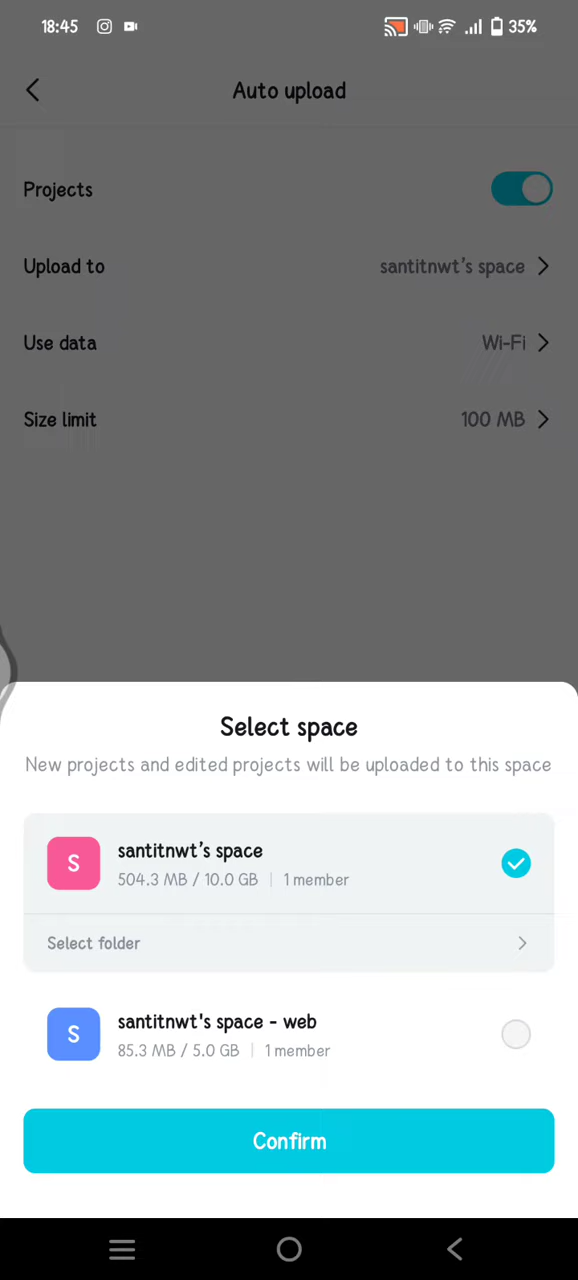 18:45 35%
Auto upload
Projects
Upload to santitnwt's space
Use data Wi-Fi
Size limit 100 MB
Select space
New projects and edited projects will be uploaded to this space
S santitnwt's space
504.3 MB / 10.0 GB | 1 member
Select folder
S santitnwt's space - web
85.3 MB / 5.0 GB | 1 member
Confirm